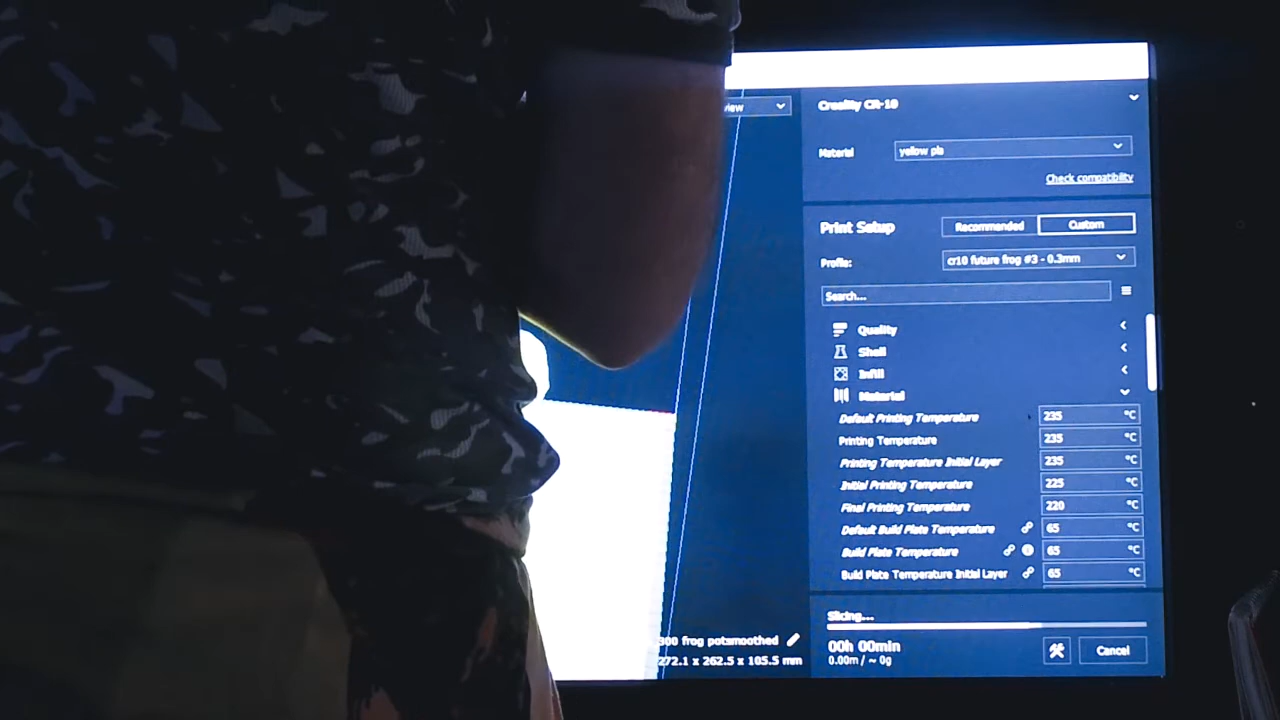 Creality CR-10
Material yellow pla
Check compatibility
Print Setup Recommended Custom
Profile: cr10 future frog #3 - 0.3mm
Search...
Quality
Shell
Infill
Material
Default Printing Temperature 235 °C
Printing Temperature 235 °C
Printing Temperature Initial Layer 235 °C
Initial Printing Temperature 225 °C
Final Printing Temperature 220 °C
Default Build Plate Temperature 65 °C
Build Plate Temperature 65 °C
Build Plate Temperature Initial Layer 65 °C
Slicing...
300 frog potsmoothed
00h 00min
Cancel
272.1 x 262.5 x 105.5 mm
0.00m / ~ 0g